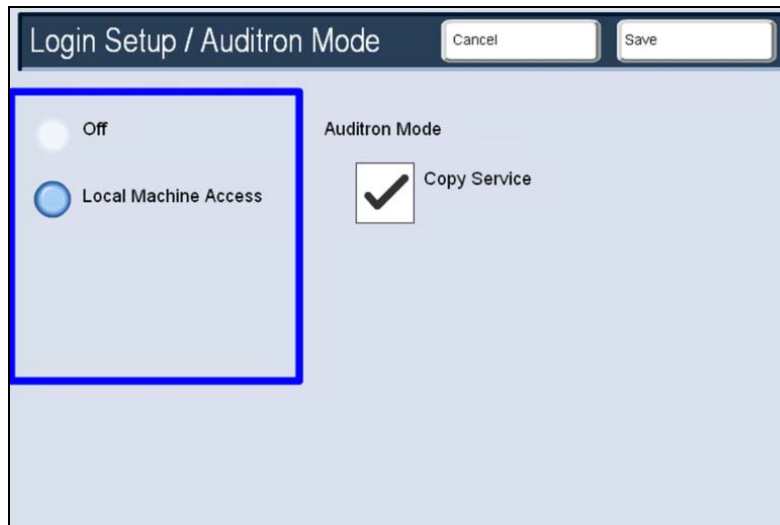 Login Setup / Auditron Mode
Cancel
Save
Off
Local Machine Access
Auditron Mode
Copy Service